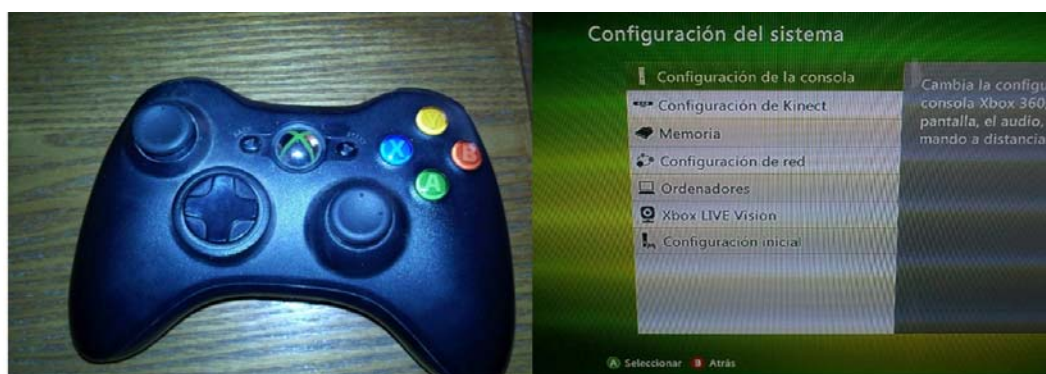 Y
X
B
A
Configuración del sistema
Configuración de la consola
Configuración de Kinect
Memoria
Configuración de red
Ordenadores
Xbox LIVE Vision
Configuración inicial
Cambia la configu
consola Xbox 360,
pantalla, el audio,
mando a distancia
A Seleccionar B Atrás